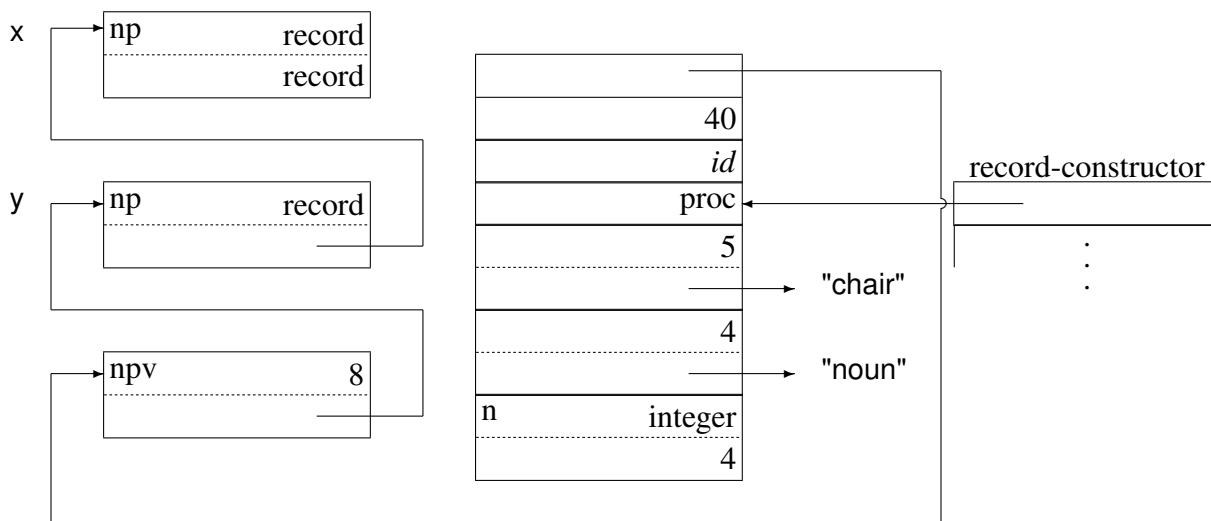 x
np record
record
y
np record
npv 8
40
id
proc
5
"chair"
4
"noun"
n integer
4
record-constructor